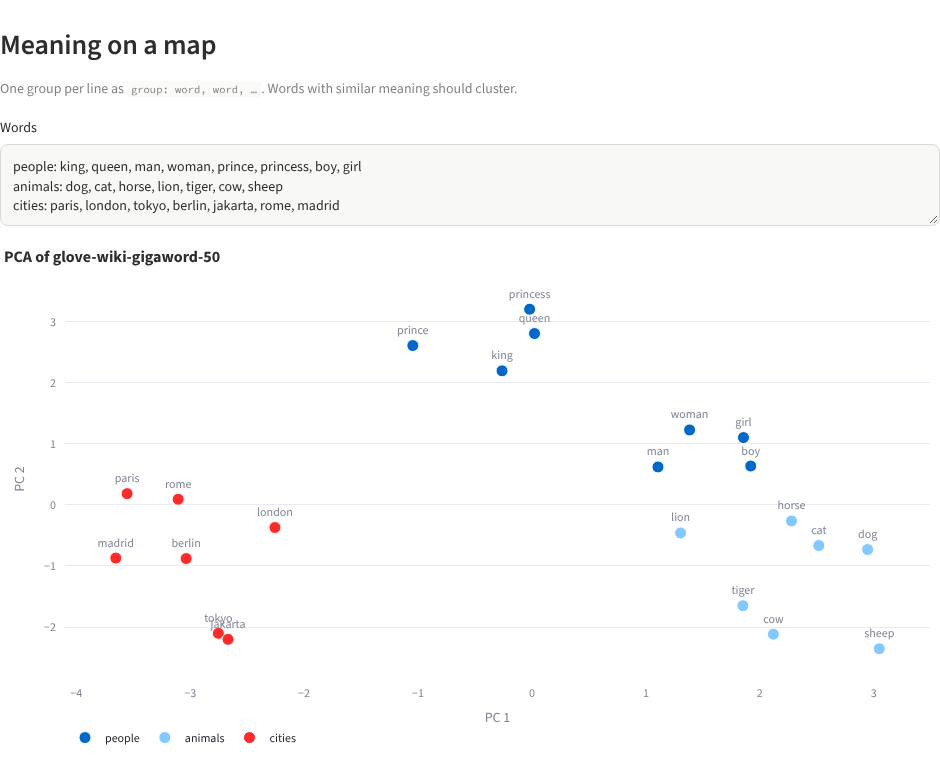 Meaning on a map
One group per line as group: word, word, … . Words with similar meaning should cluster.
Words
people: king, queen, man, woman, prince, princess, boy, girl
animals: dog, cat, horse, lion, tiger, cow, sheep
cities: paris, london, tokyo, berlin, jakarta, rome, madrid
PCA of glove-wiki-gigaword-50
princess
queen
3
prince
king
2
woman
girl
1
man
boy
paris
rome
0
horse
london
lion
cat
dog
madrid
berlin
−1
tiger
tokyo
jakarta
cow
−2
sheep
PC 2
−4 −3 −2 −1 0 1 2 3
PC 1
people animals cities